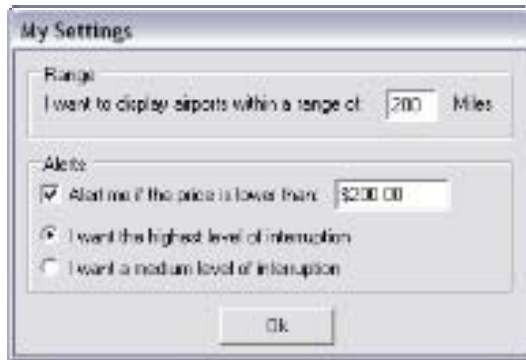 My Settings
Range
I want to display airports within a range of: 200 Miles
Alerts
Alert me if the price is lower than: $200.00
I want the highest level of interruption
I want a medium level of interruption
Ok